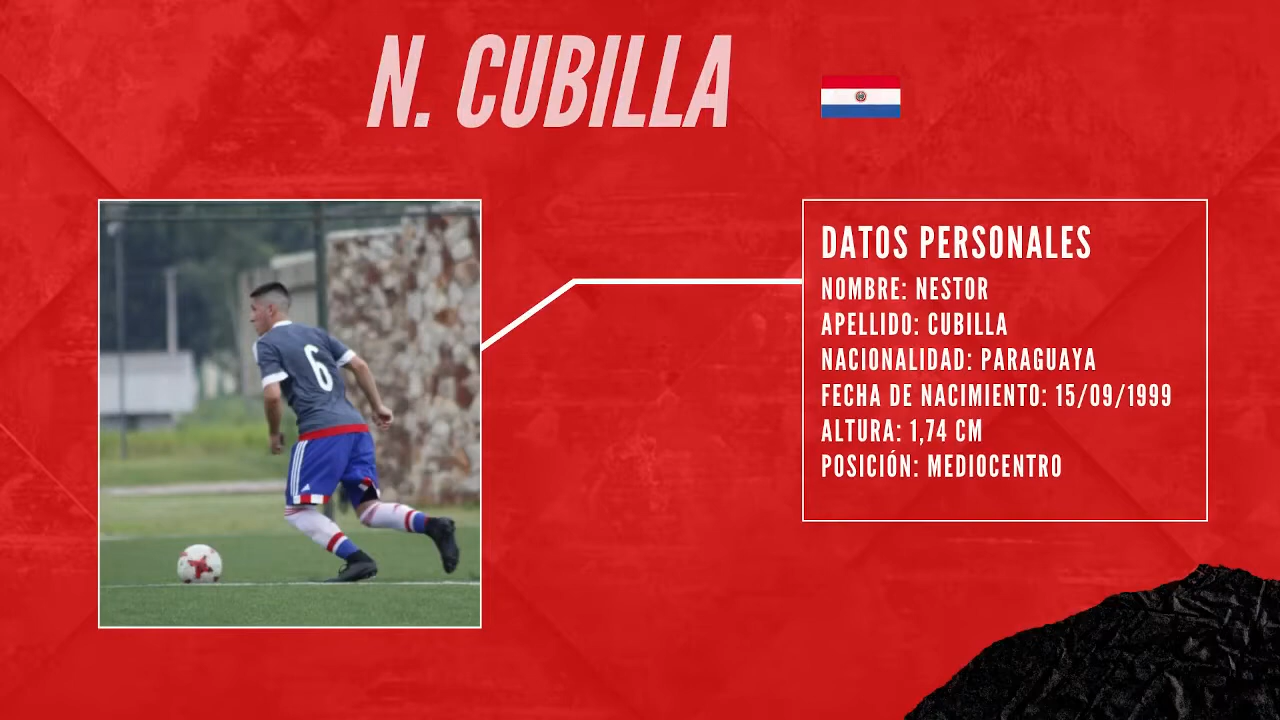 N. CUBILLA
DATOS PERSONALES
NOMBRE: NESTOR
APELLIDO: CUBILLA
NACIONALIDAD: PARAGUAYA
FECHA DE NACIMIENTO: 15/09/1999
ALTURA: 1,74 CM
POSICIÓN: MEDIOCENTRO
6